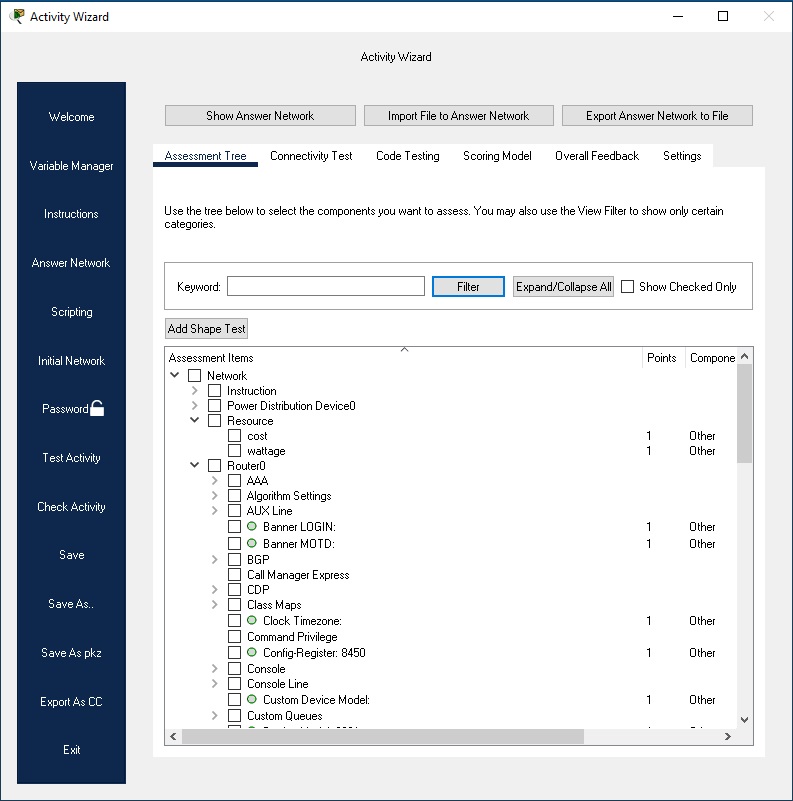 Activity Wizard
Activity Wizard
Welcome
Variable Manager
Instructions
Answer Network
Scripting
Initial Network
Password
Test Activity
Check Activity
Save
Save As..
Save As pkz
Export As CC
Exit
Show Answer Network
Import File to Answer Network
Export Answer Network to File
Assessment Tree
Connectivity Test
Code Testing
Scoring Model
Overall Feedback
Settings
Use the tree below to select the components you want to assess. You may also use the View Filter to show only certain
categories.
Keyword:
Filter
Expand/Collapse All
Show Checked Only
Add Shape Test
Assessment Items Points Compone
Network
Instruction
Power Distribution Device0
Resource
cost 1 Other
wattage 1 Other
Router0
AAA
Algorithm Settings
AUX Line
Banner LOGIN: 1 Other
Banner MOTD: 1 Other
BGP
Call Manager Express
CDP
Class Maps
Clock Timezone: 1 Other
Command Privilege
Config-Register: 8450 1 Other
Console
Console Line
Custom Device Model: 1 Other
Custom Queues